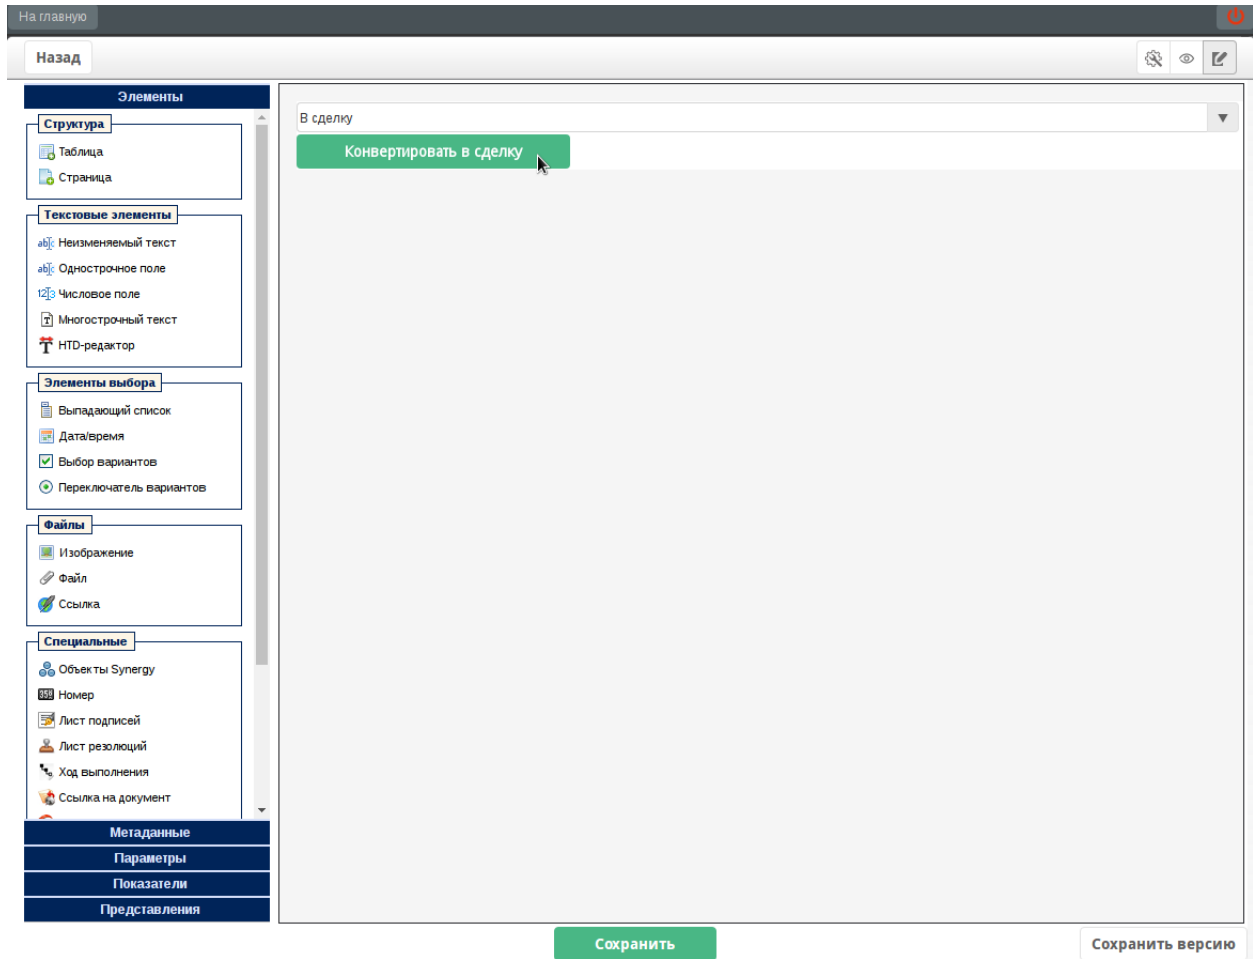 На главную
Назад
Элементы
Структура
Таблица
Страница
Текстовые элементы
Неизменяемый текст
Однострочное поле
Числовое поле
Многострочный текст
HTD-редактор
Элементы выбора
Выпадающий список
Дата/время
Выбор вариантов
Переключатель вариантов
Файлы
Изображение
Файл
Ссылка
Специальные
Объекты Synergy
Номер
Лист подписей
Лист резолюций
Ход выполнения
Ссылка на документ
Метаданные
Параметры
Показатели
Представления
В сделку
Конвертировать в сделку
Сохранить
Сохранить версию